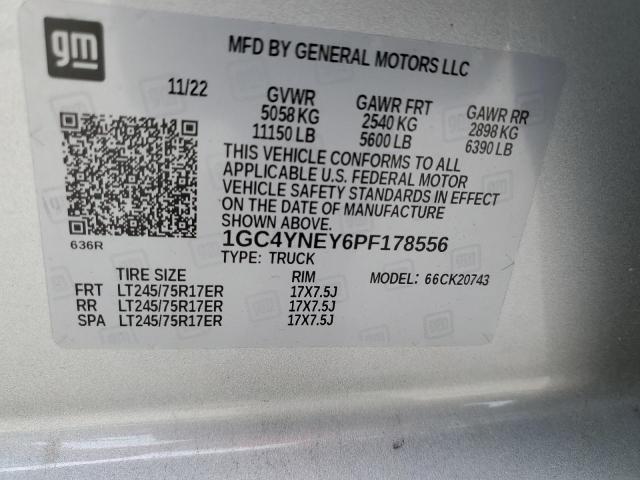 gm
MFD BY GENERAL MOTORS LLC
11/22 GVWR GAWR FRT GAWR RR
5058 KG 2540 KG 2898 KG
11150 LB 5600 LB 6390 LB
THIS VEHICLE CONFORMS TO ALL
APPLICABLE U.S. FEDERAL MOTOR
VEHICLE SAFETY STANDARDS IN EFFECT
ON THE DATE OF MANUFACTURE
SHOWN ABOVE.
636R
1GC4YNEY6PF178556
TYPE: TRUCK
TIRE SIZE RIM MODEL: 66CK20743
FRT LT245/75R17ER 17X7.5J
RR LT245/75R17ER 17X7.5J
SPA LT245/75R17ER 17X7.5J